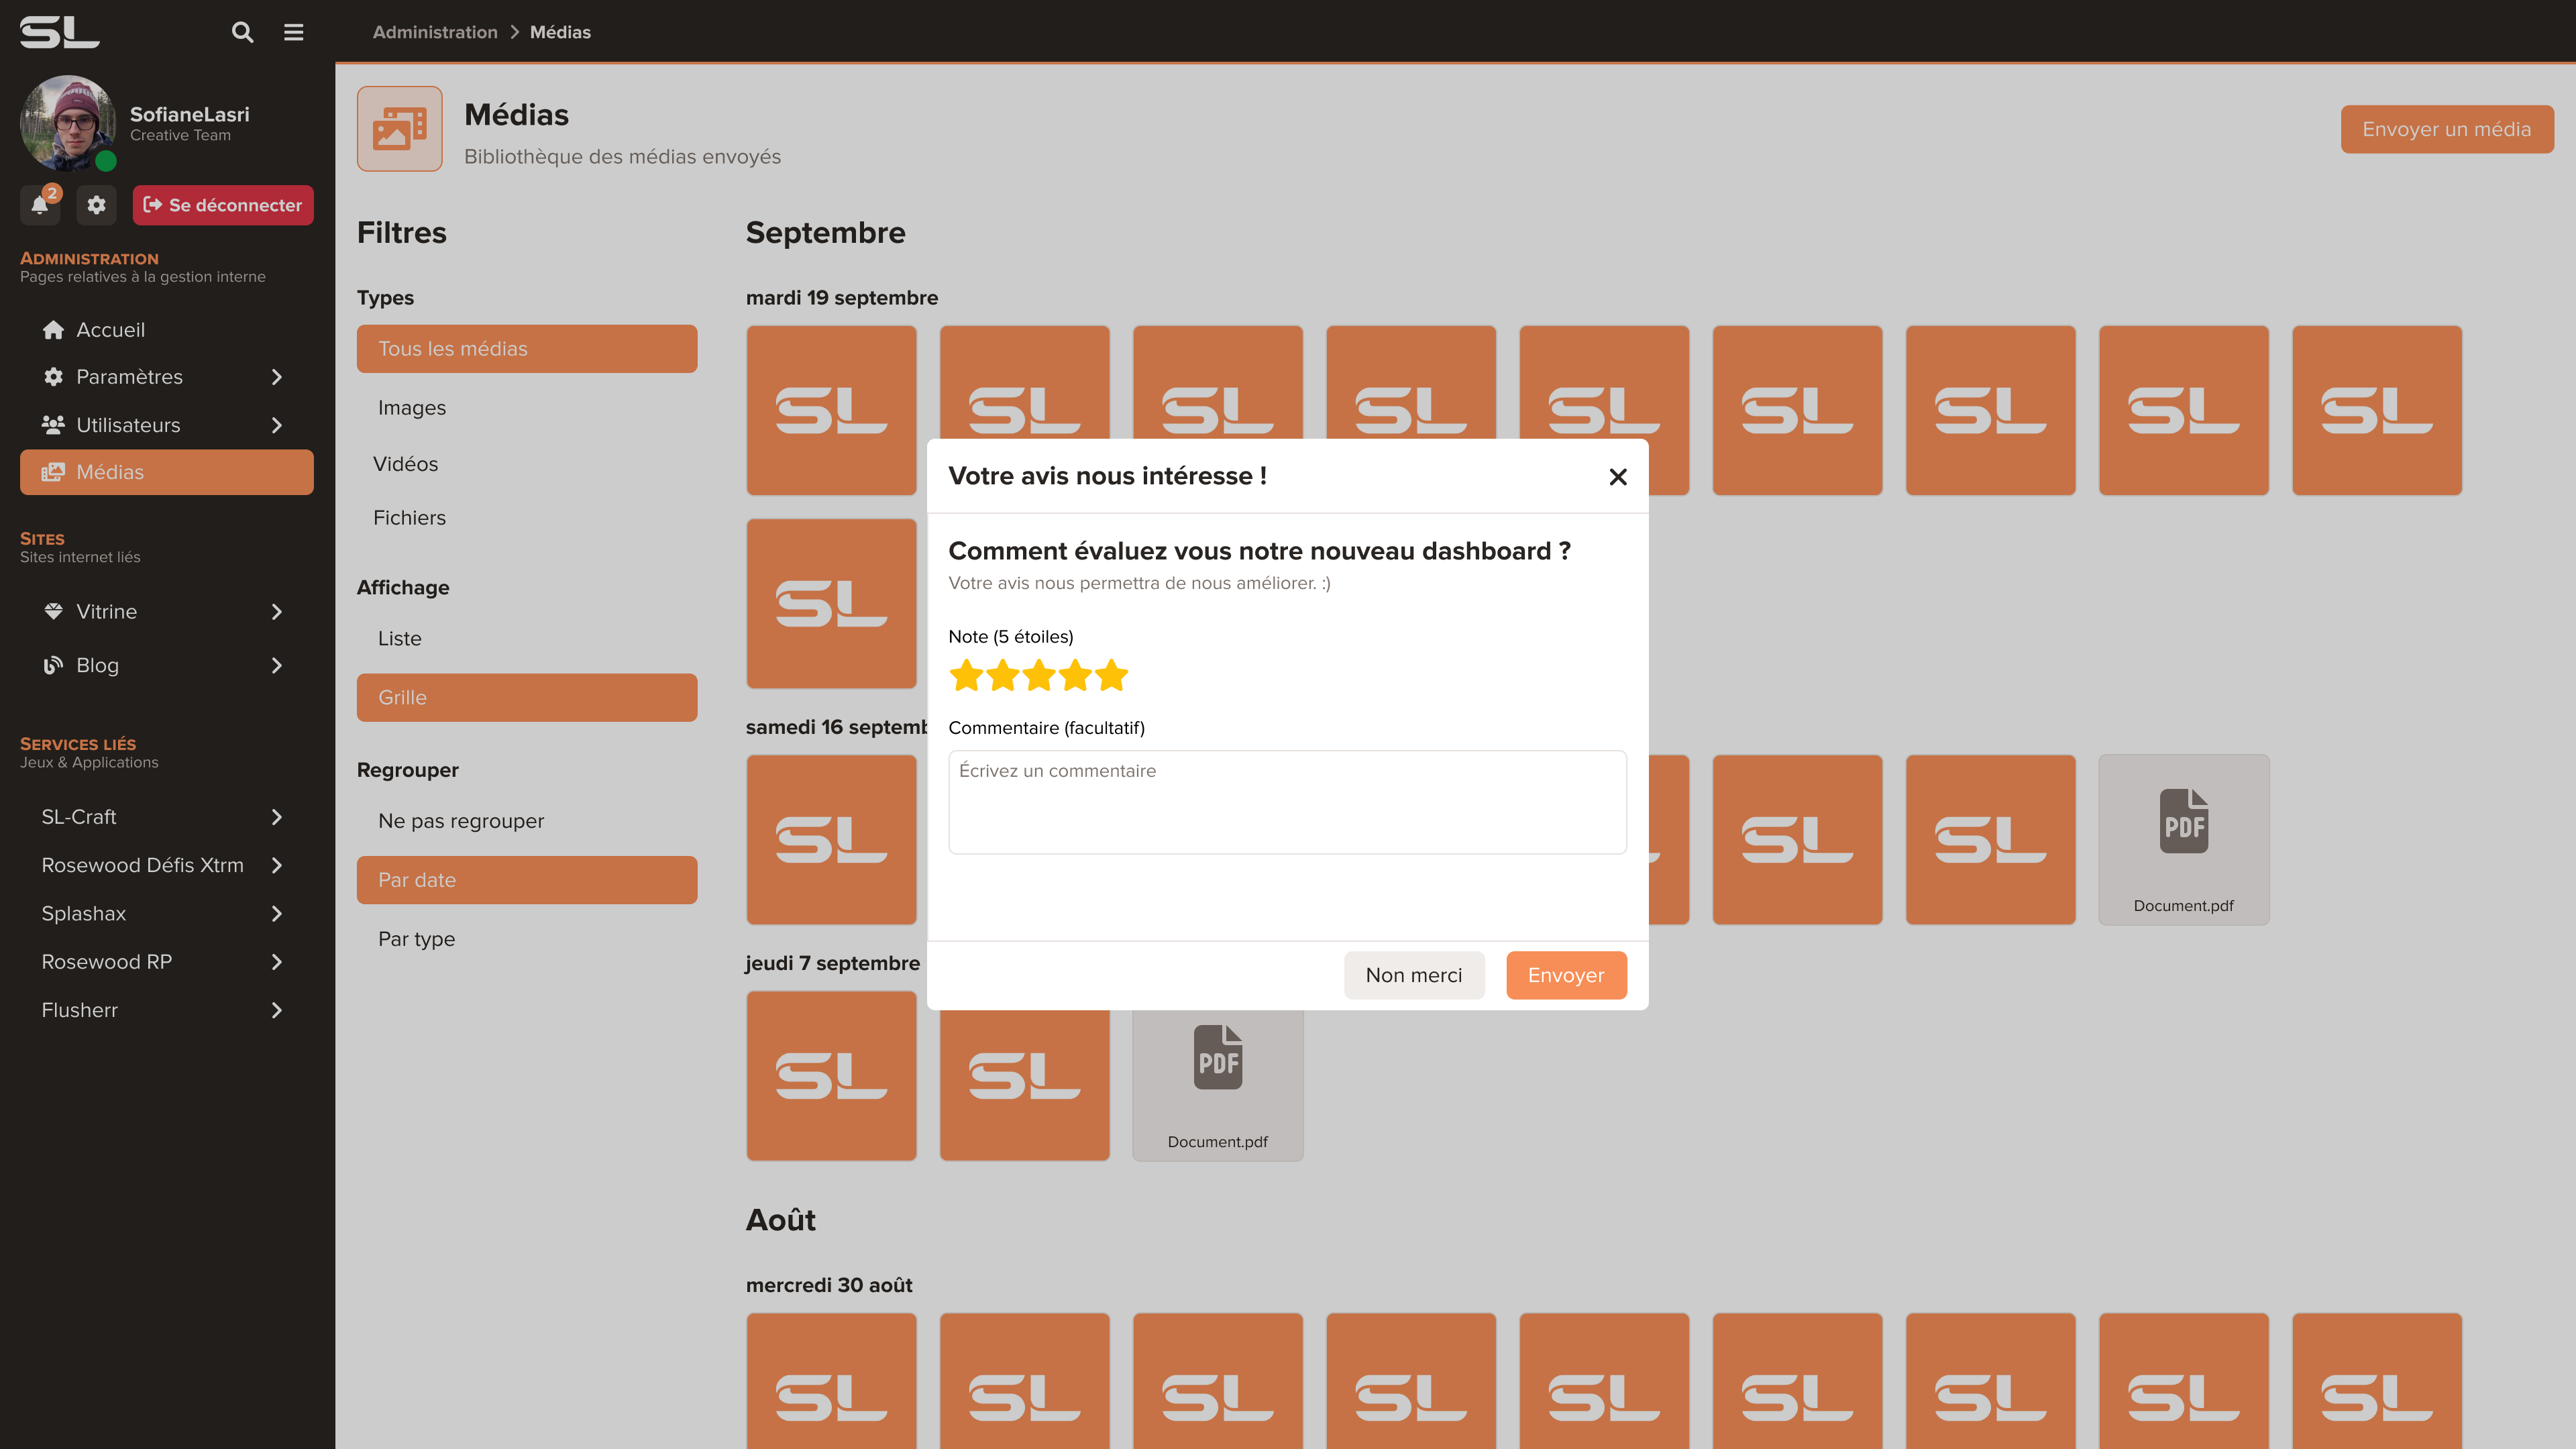 SL
Administration > Médias
SofianeLasri
Creative Team
2
Se déconnecter
ADMINISTRATION
Pages relatives à la gestion interne
Accueil
Paramètres
Utilisateurs
Médias
SITES
Sites internet liés
Vitrine
Blog
SERVICES LIÉS
Jeux & Applications
SL-Craft
Rosewood Défis Xtrm
Splashax
Rosewood RP
Flusherr
Médias
Bibliothèque des médias envoyés
Envoyer un média
Filtres
Types
Tous les médias
Images
Vidéos
Fichiers
Affichage
Liste
Grille
Regrouper
Ne pas regrouper
Par date
Par type
Septembre
mardi 19 septembre
SL SL SL SL SL SL SL SL SL
SL
samedi 16 septemb
SL SL SL PDF
Document.pdf
jeudi 7 septembre
SL SL PDF
Document.pdf
Août
mercredi 30 août
SL SL SL SL SL SL SL SL SL
Votre avis nous intéresse !
Comment évaluez vous notre nouveau dashboard ?
Votre avis nous permettra de nous améliorer. :)
Note (5 étoiles)
Commentaire (facultatif)
Écrivez un commentaire
Non merci
Envoyer